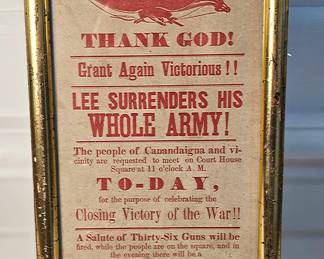 THANK GOD!
Grant Again Victorious!!
LEE SURRENDERS HIS
WHOLE ARMY!
The people of Canandaigua and vi-
cinity are requested to meet on Court House
Square at 11 o'clock A. M.
TO-DAY,
for the purpose of celebrating the
Closing Victory of the War!!
A Salute of Thirty-Six Guns will be
fired, while the people are on the square, and in
the evening there will be a